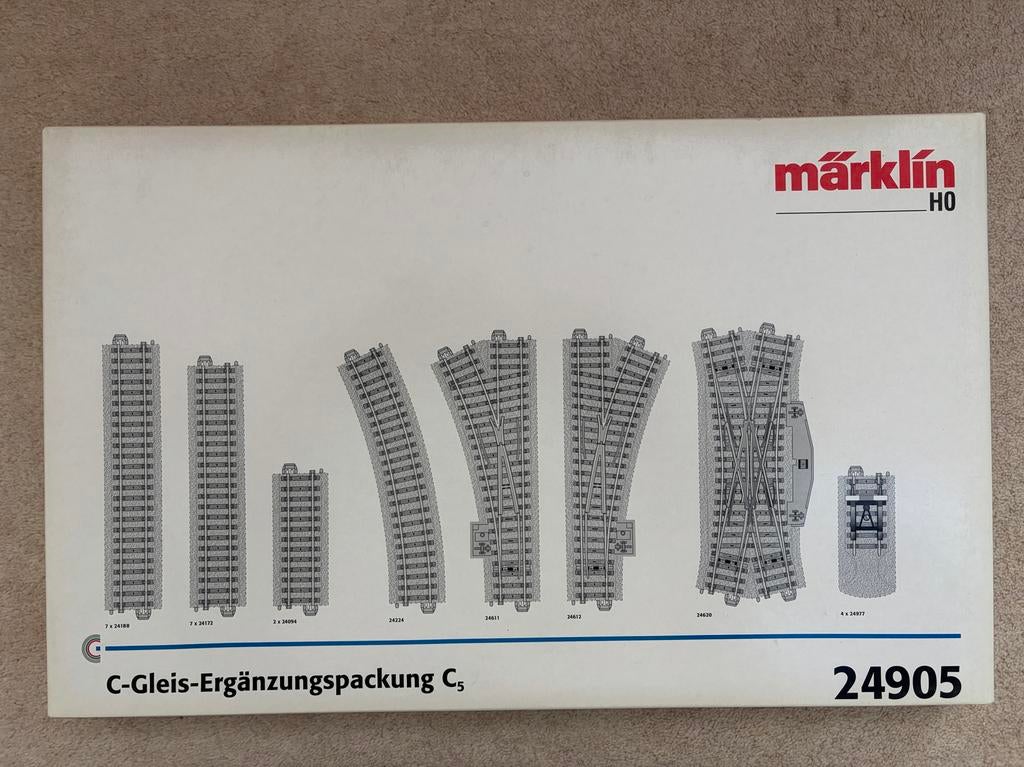 märklin
H0
7 x 24188
7 x 24172
2 x 24094
24224
24611
24612
24620
4 x 24977
C-Gleis-Ergänzungspackung C5
24905